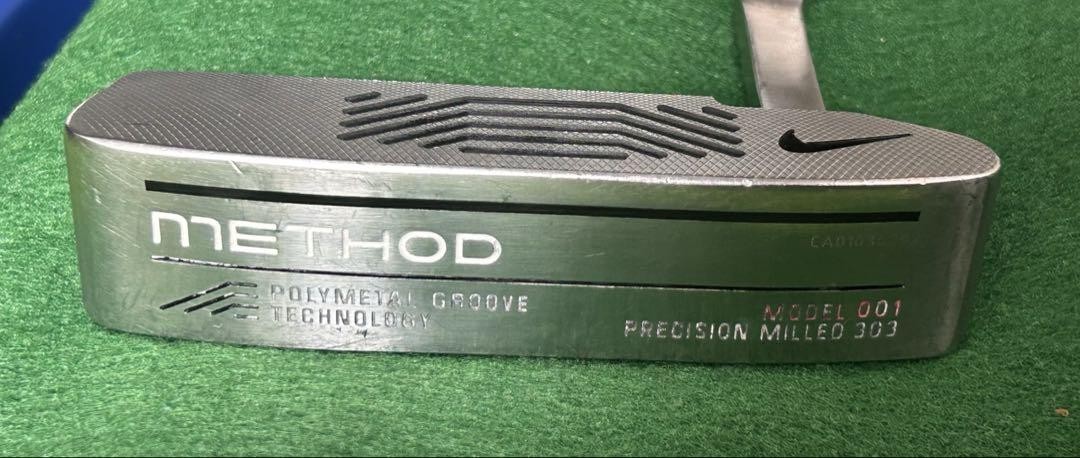 METHOD
POLYMETAL GROOVE
TECHNOLOGY
MODEL 001
PRECISION MILLED 303